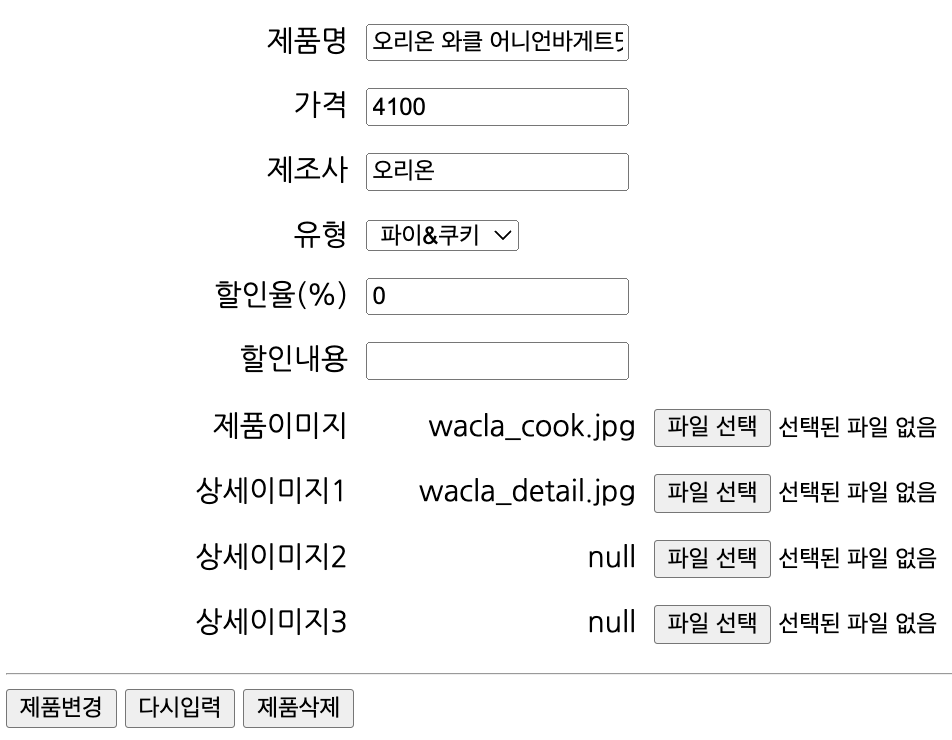 제품명 오리온 와클 어니언바게트
가격 4100
제조사 오리온
유형 파이&쿠키
할인율(%) 0
할인내용
제품이미지 wacla_cook.jpg 파일 선택 선택된 파일 없음
상세이미지1 wacla_detail.jpg 파일 선택 선택된 파일 없음
상세이미지2 null 파일 선택 선택된 파일 없음
상세이미지3 null 파일 선택 선택된 파일 없음
제품변경 다시입력 제품삭제